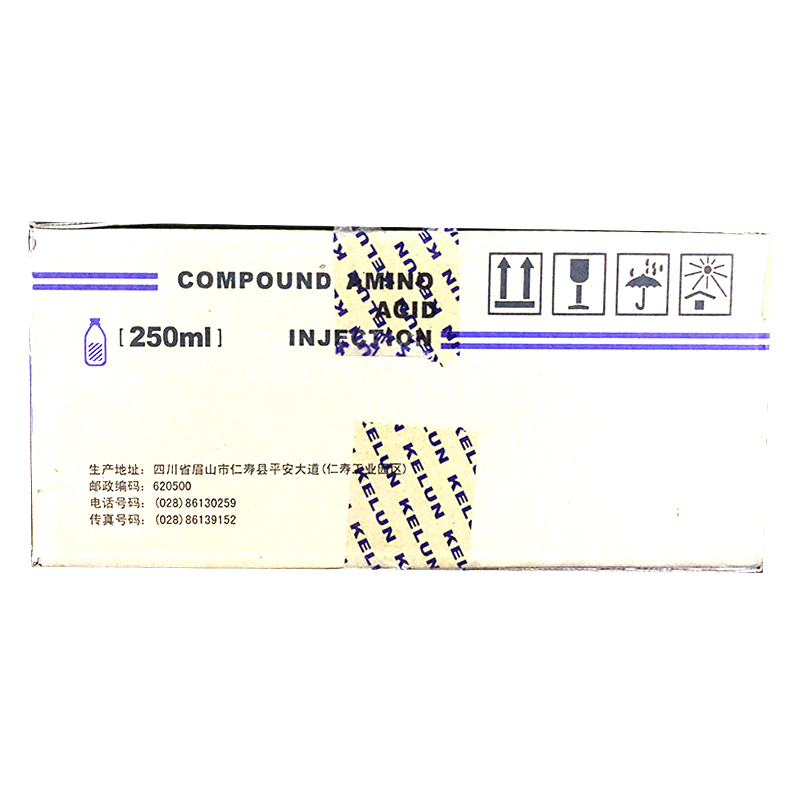 COMPOUND AMINO
ACID
[250ml] INJECTION
生产地址: 四川省眉山市仁寿县平安大道(仁寿工业园区)
邮政编码: 620500
电话号码: (028)86130259
传真号码: (028)86139152
KELUN KELUN KELUN
KELUN KELUN KELUN